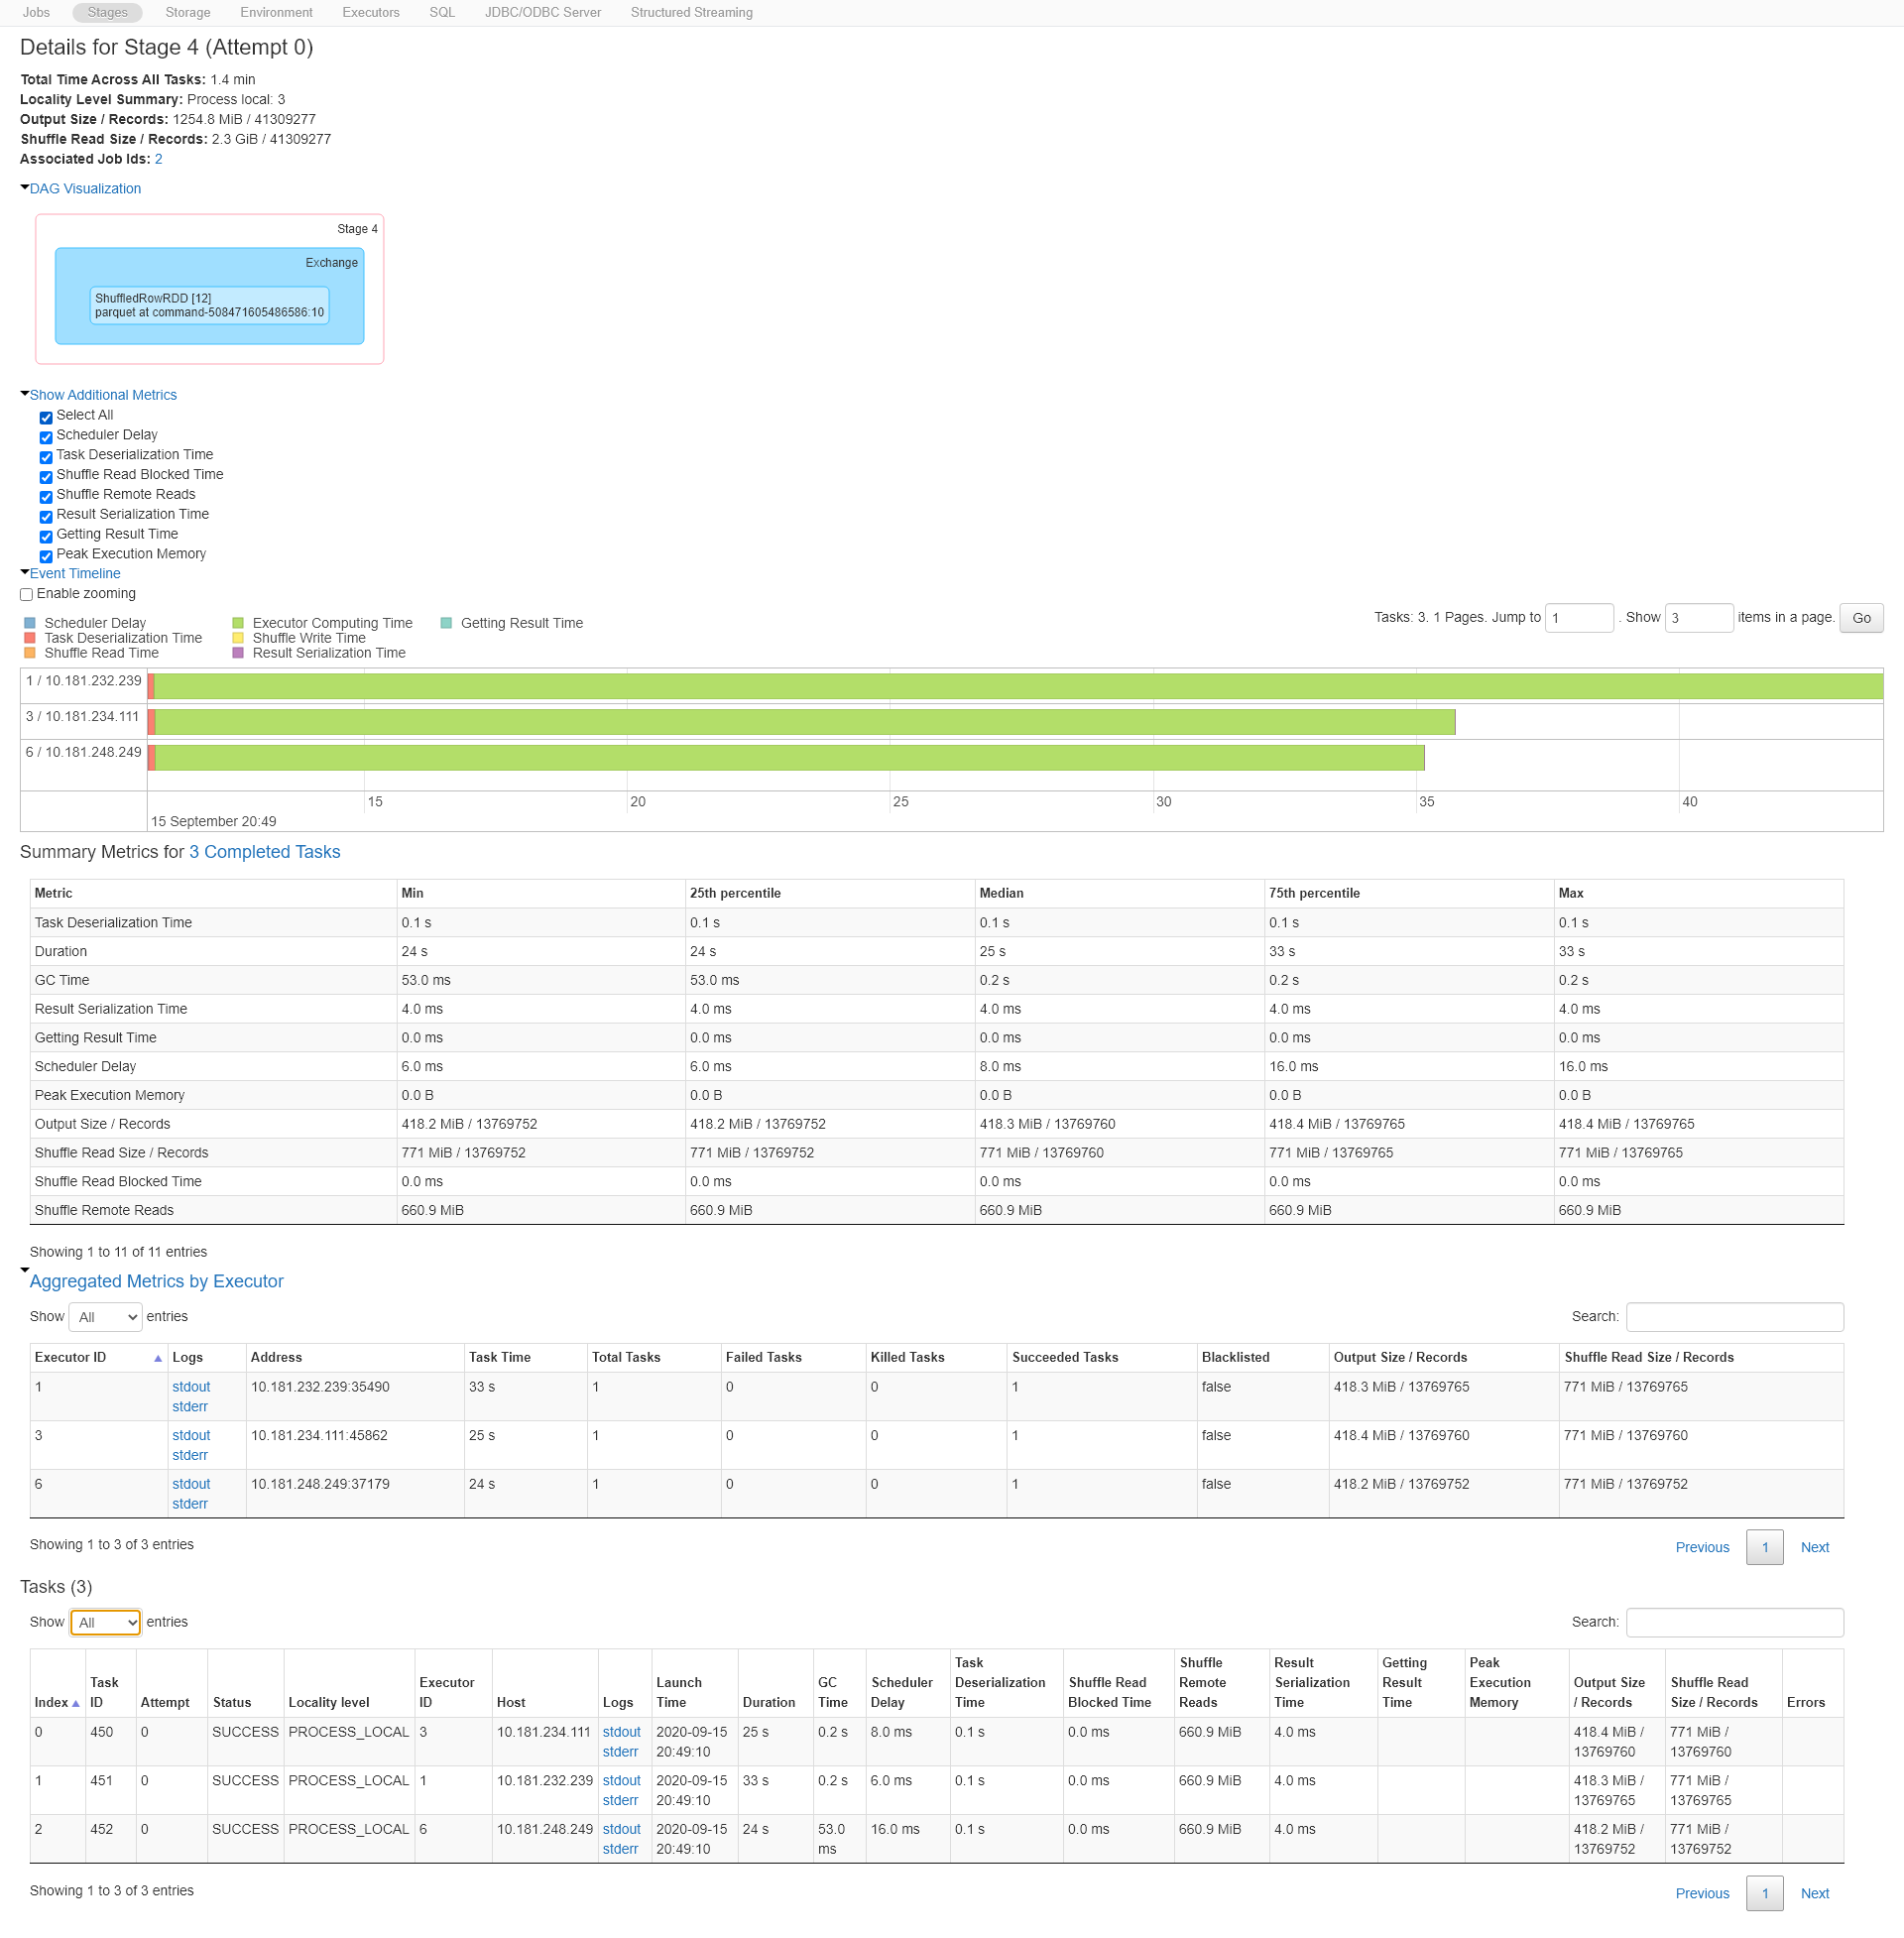 Jobs Stages Storage Environment Executors SQL JDBC/ODBC Server Structured Streaming
Details for Stage 4 (Attempt 0)
Total Time Across All Tasks: 1.4 min
Locality Level Summary: Process local: 3
Output Size / Records: 1254.8 MiB / 41309277
Shuffle Read Size / Records: 2.3 GiB / 41309277
Associated Job Ids: 2
DAG Visualization
Stage 4
Exchange
ShuffledRowRDD [12]
parquet at command-508471605486586:10
Show Additional Metrics
Select All
Scheduler Delay
Task Deserialization Time
Shuffle Read Blocked Time
Shuffle Remote Reads
Result Serialization Time
Getting Result Time
Peak Execution Memory
Event Timeline
Enable zooming
Tasks: 3. 1 Pages. Jump to 1 . Show 3 items in a page. Go
Scheduler Delay Executor Computing Time Getting Result Time
Task Deserialization Time Shuffle Write Time
Shuffle Read Time Result Serialization Time
1 / 10.181.232.239
3 / 10.181.234.111
6 / 10.181.248.249
15 20 25 30 35 40
15 September 20:49
Summary Metrics for 3 Completed Tasks
Metric Min 25th percentile Median 75th percentile Max
Task Deserialization Time 0.1 s 0.1 s 0.1 s 0.1 s 0.1 s
Duration 24 s 24 s 25 s 33 s 33 s
GC Time 53.0 ms 53.0 ms 0.2 s 0.2 s 0.2 s
Result Serialization Time 4.0 ms 4.0 ms 4.0 ms 4.0 ms 4.0 ms
Getting Result Time 0.0 ms 0.0 ms 0.0 ms 0.0 ms 0.0 ms
Scheduler Delay 6.0 ms 6.0 ms 8.0 ms 16.0 ms 16.0 ms
Peak Execution Memory 0.0 B 0.0 B 0.0 B 0.0 B 0.0 B
Output Size / Records 418.2 MiB / 13769752 418.2 MiB / 13769752 418.3 MiB / 13769760 418.4 MiB / 13769765 418.4 MiB / 13769765
Shuffle Read Size / Records 771 MiB / 13769752 771 MiB / 13769752 771 MiB / 13769760 771 MiB / 13769765 771 MiB / 13769765
Shuffle Read Blocked Time 0.0 ms 0.0 ms 0.0 ms 0.0 ms 0.0 ms
Shuffle Remote Reads 660.9 MiB 660.9 MiB 660.9 MiB 660.9 MiB 660.9 MiB
Showing 1 to 11 of 11 entries
Aggregated Metrics by Executor
Show All entries Search:
Executor ID Logs Address Task Time Total Tasks Failed Tasks Killed Tasks Succeeded Tasks Blacklisted Output Size / Records Shuffle Read Size / Records
1 stdout 10.181.232.239:35490 33 s 1 0 0 1 false 418.3 MiB / 13769765 771 MiB / 13769765
stderr
3 stdout 10.181.234.111:45862 25 s 1 0 0 1 false 418.4 MiB / 13769760 771 MiB / 13769760
stderr
6 stdout 10.181.248.249:37179 24 s 1 0 0 1 false 418.2 MiB / 13769752 771 MiB / 13769752
stderr
Showing 1 to 3 of 3 entries Previous 1 Next
Tasks (3)
Show All entries Search:
Task Shuffle Result Getting Peak
Task Executor Launch GC Scheduler Deserialization Shuffle Read Remote Serialization Result Execution Output Size Shuffle Read
Index ID Attempt Status Locality level ID Host Logs Time Duration Time Delay Time Blocked Time Reads Time Time Memory / Records Size / Records Errors
0 450 0 SUCCESS PROCESS_LOCAL 3 10.181.234.111 stdout 2020-09-15 25 s 0.2 s 8.0 ms 0.1 s 0.0 ms 660.9 MiB 4.0 ms 418.4 MiB / 771 MiB /
stderr 20:49:10 13769760 13769760
1 451 0 SUCCESS PROCESS_LOCAL 1 10.181.232.239 stdout 2020-09-15 33 s 0.2 s 6.0 ms 0.1 s 0.0 ms 660.9 MiB 4.0 ms 418.3 MiB / 771 MiB /
stderr 20:49:10 13769765 13769765
2 452 0 SUCCESS PROCESS_LOCAL 6 10.181.248.249 stdout 2020-09-15 24 s 53.0 16.0 ms 0.1 s 0.0 ms 660.9 MiB 4.0 ms 418.2 MiB / 771 MiB /
stderr 20:49:10 ms 13769752 13769752
Showing 1 to 3 of 3 entries Previous 1 Next